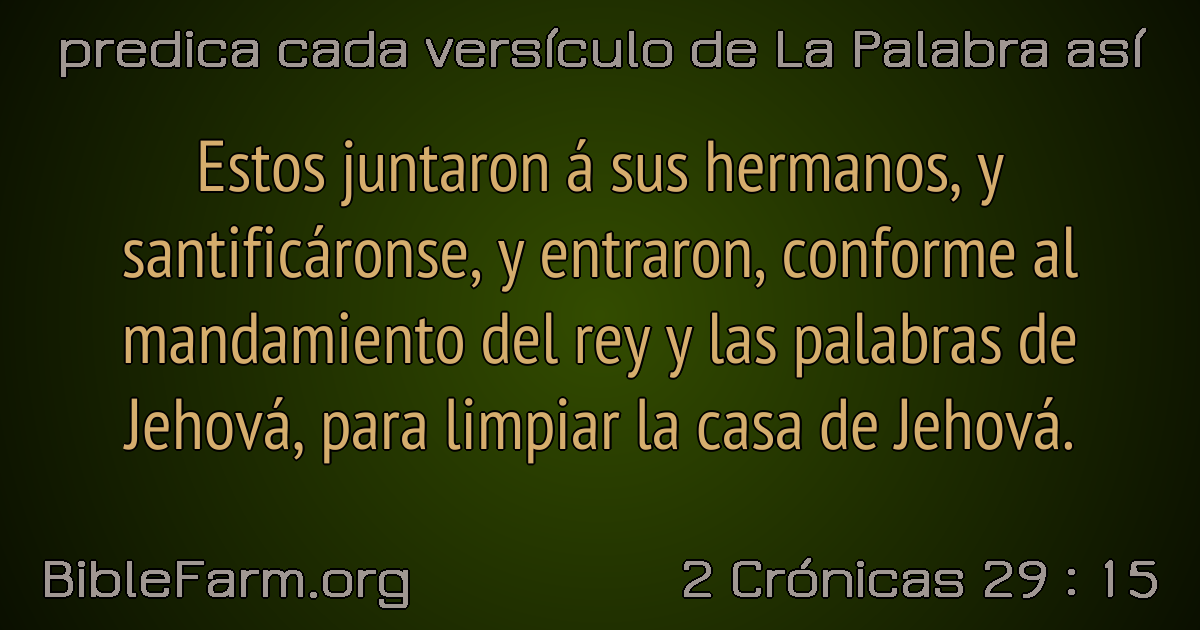 predica cada versículo de La Palabra así
Estos juntaron á sus hermanos, y
santificáronse, y entraron, conforme al
mandamiento del rey y las palabras de
Jehová, para limpiar la casa de Jehová.
BibleFarm.org
2 Crónicas 29 : 15